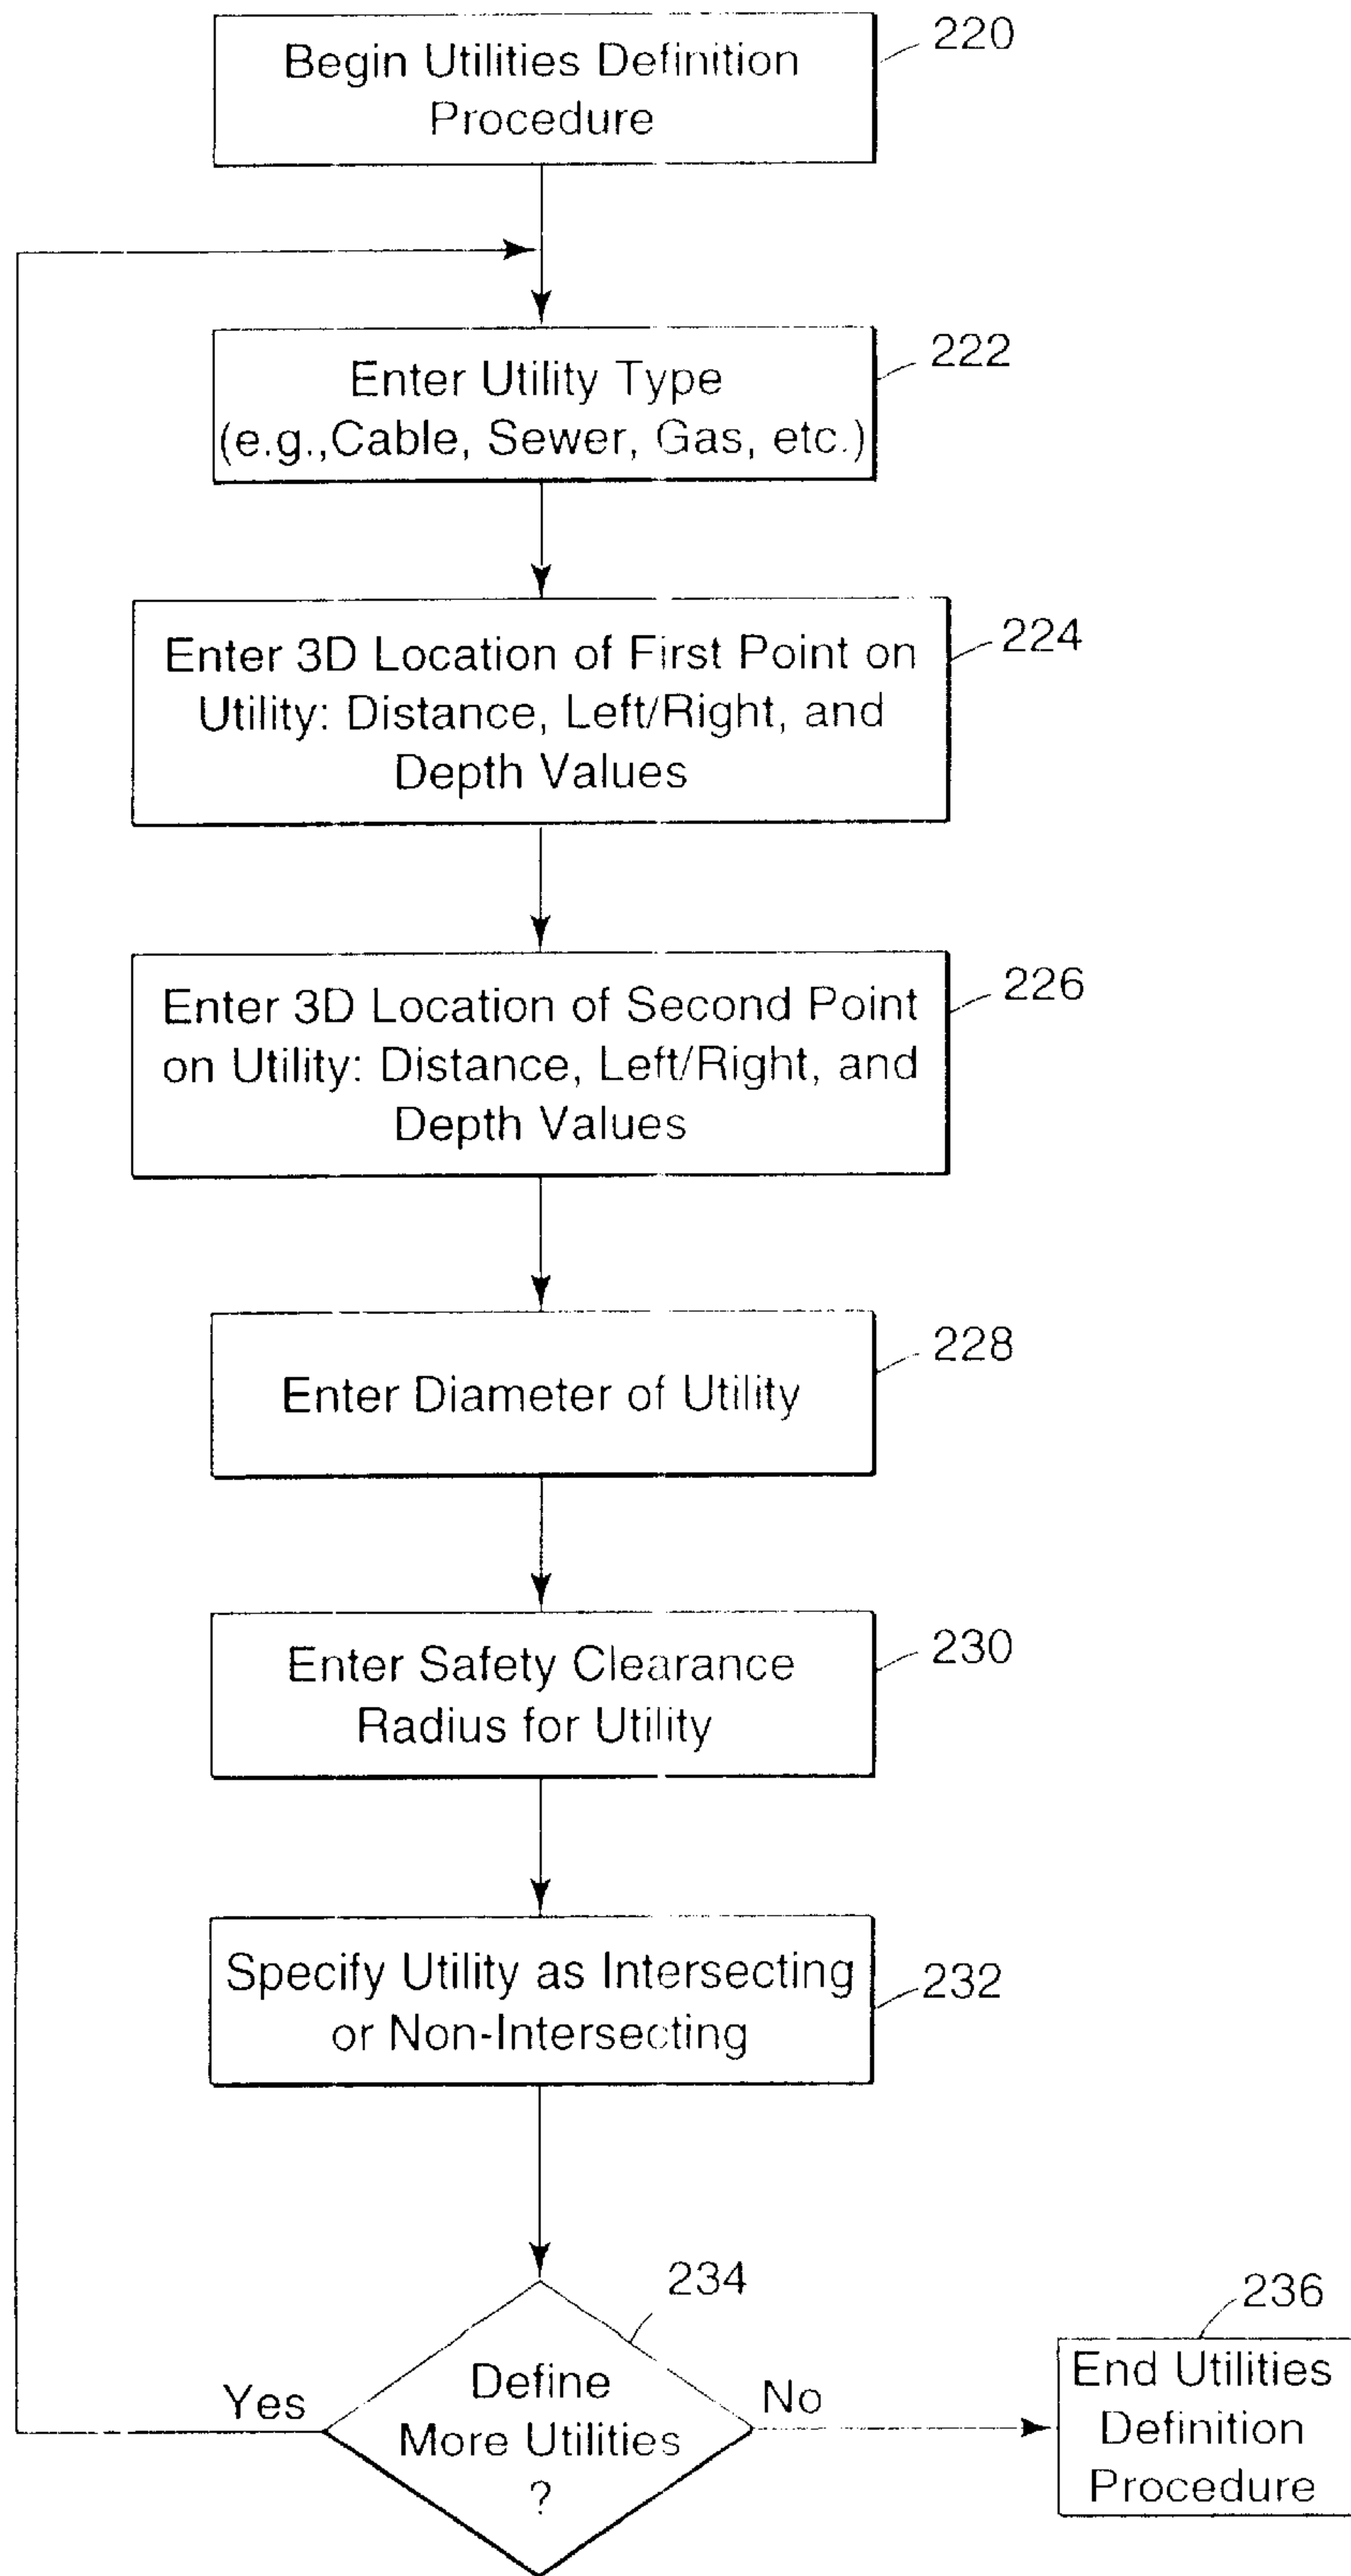 Begin Utilities Definition
Procedure
220
Enter Utility Type
(e.g.,Cable, Sewer, Gas, etc.)
222
Enter 3D Location of First Point on
Utility: Distance, Left/Right, and
Depth Values
224
Enter 3D Location of Second Point
on Utility: Distance, Left/Right, and
Depth Values
226
Enter Diameter of Utility
228
Enter Safety Clearance
Radius for Utility
230
Specify Utility as Intersecting
or Non-Intersecting
232
234
Define
More Utilities
?
Yes
No
236
End Utilities
Definition
Procedure